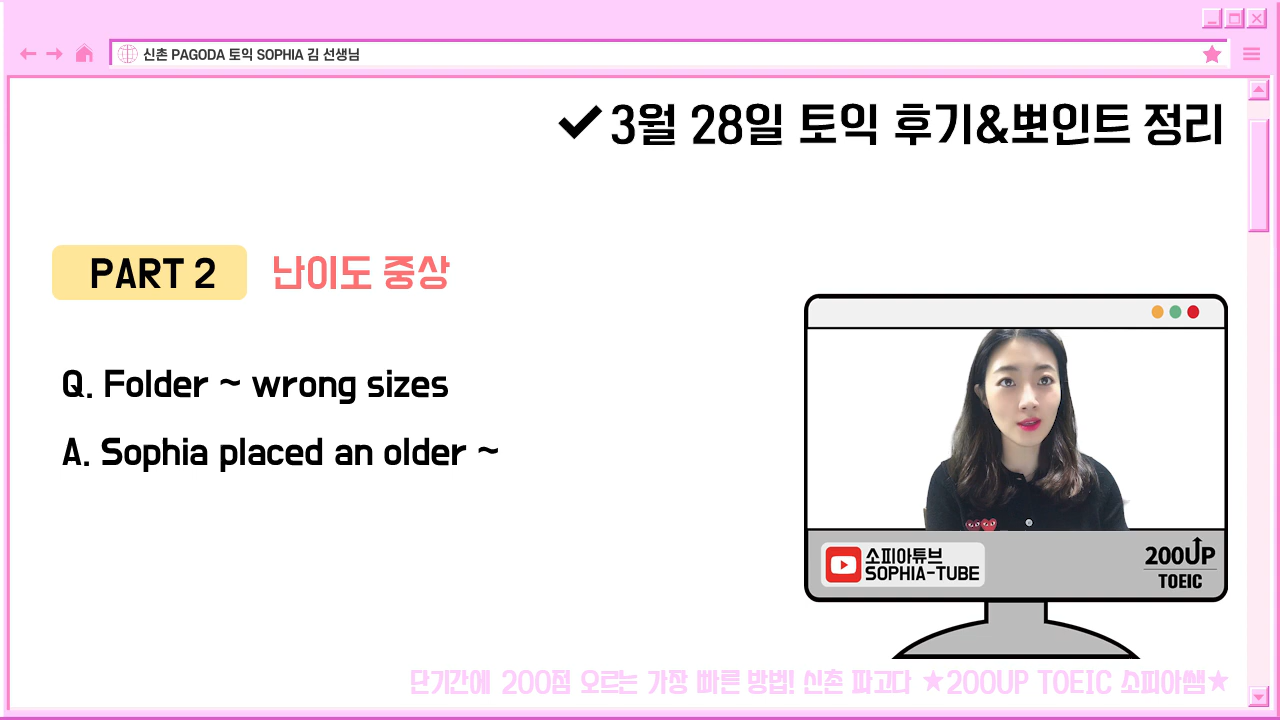 신촌 PAGODA 토익 SOPHIA 김 선생님
3월 28일 토익 후기&뽀인트 정리
PART 2 난이도 중상
Q. Folder ~ wrong sizes
A. Sophia placed an older ~
소피아튜브
SOPHIA-TUBE
200UP
TOEIC
단기간에 200점 오르는 가장 빠른 방법! 신촌 파고다 ★200UP TOEIC 소피아쌤★